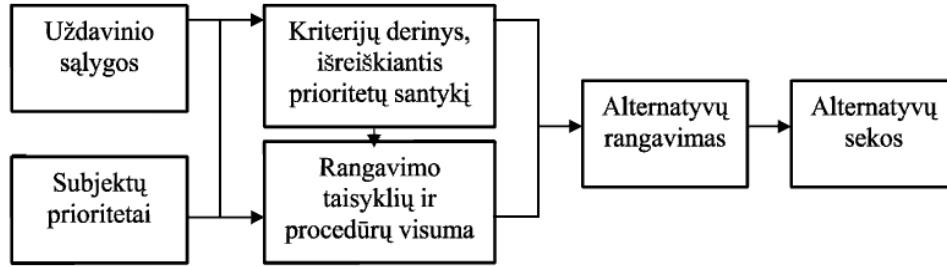 Uždavinio
sąlygos
Kriterijų derinys,
išreiškiantis
prioritetų santykį
Subjektų
prioritetai
Rangavimo
taisyklių ir
procedūrų visuma
Alternatyvų
rangavimas
Alternatyvų
sekos